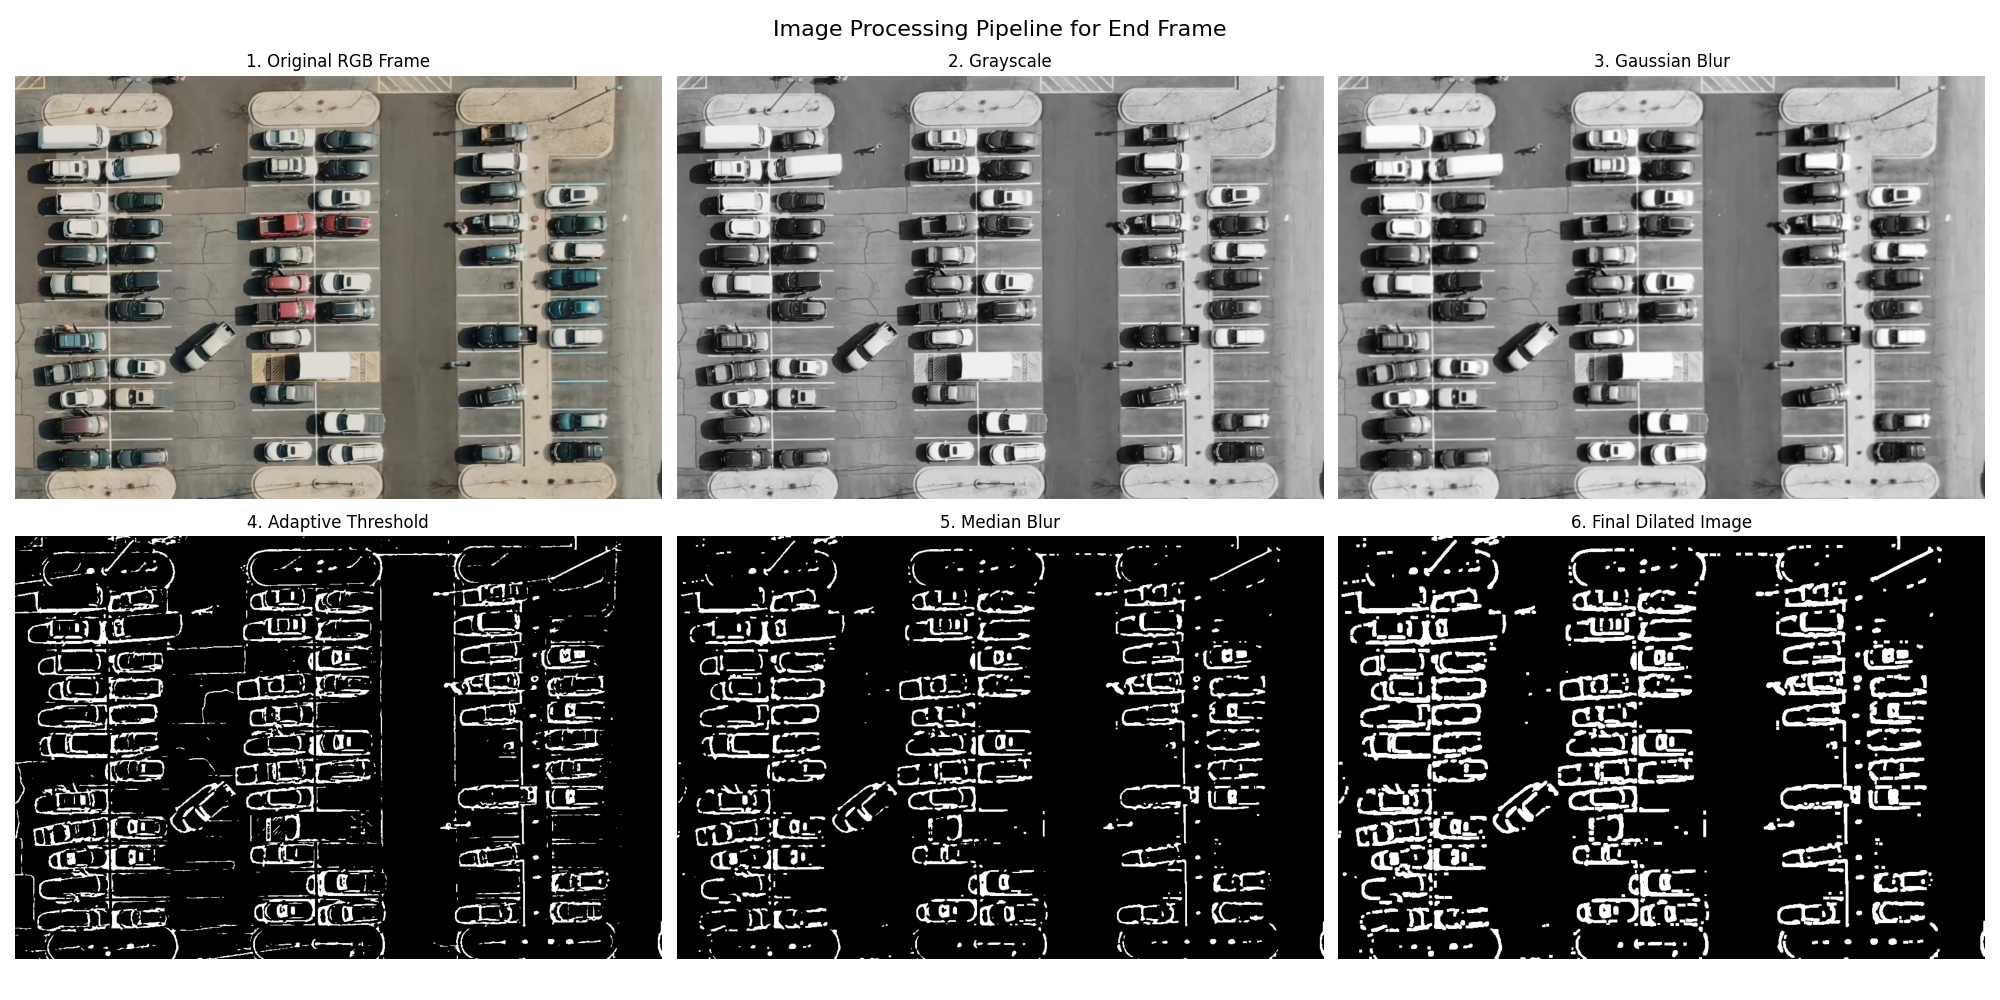 Image Processing Pipeline for End Frame
1. Original RGB Frame
2. Grayscale
3. Gaussian Blur
4. Adaptive Threshold
5. Median Blur
6. Final Dilated Image